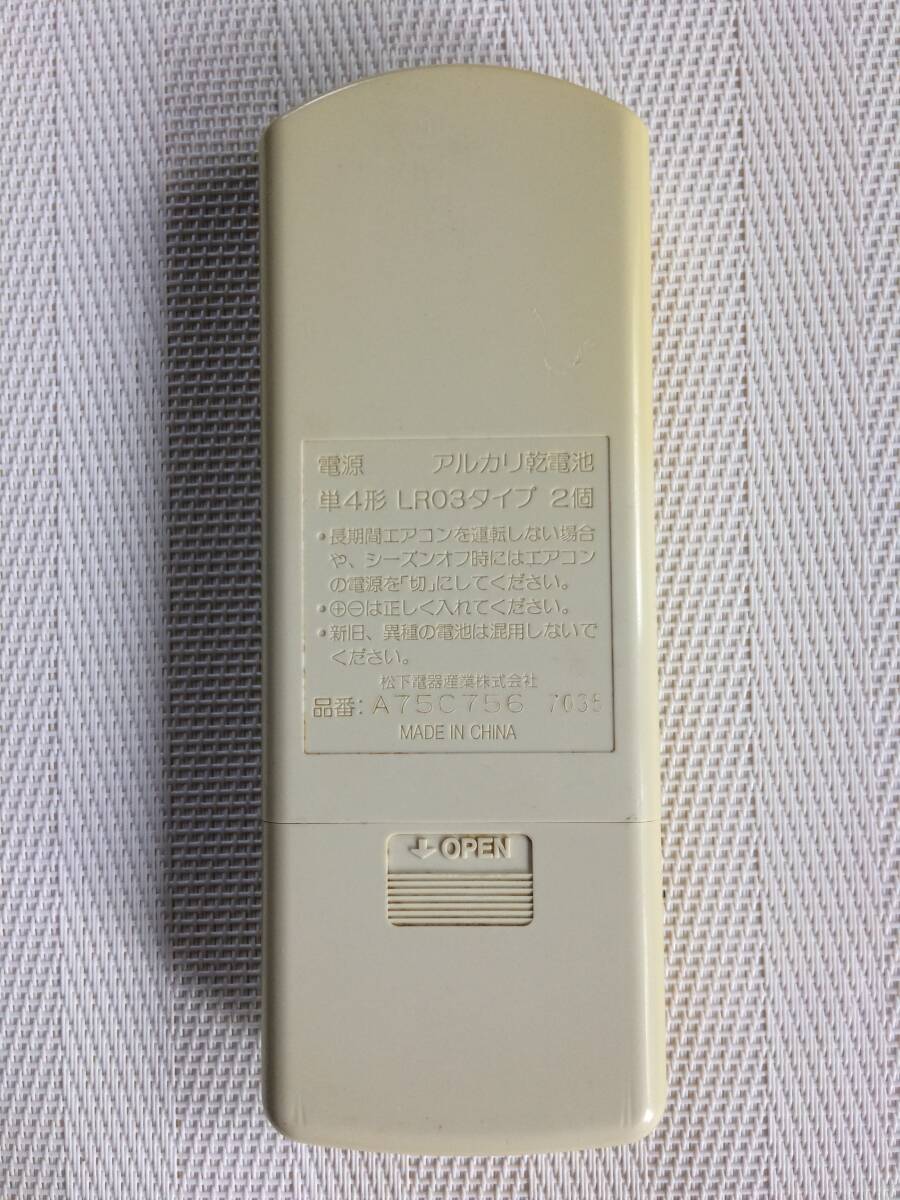 電源 アルカリ乾電池
単4形 LR03タイプ 2個
・長期間エアコンを運転しない場合
や、シーズンオフ時にはエアコン
の電源を「切」にしてください。
・⊕⊖は正しく入れてください。
・新旧、異種の電池は混用しないで
ください。
松下電器産業株式会社
品番: A75C756 7035
MADE IN CHINA
OPEN